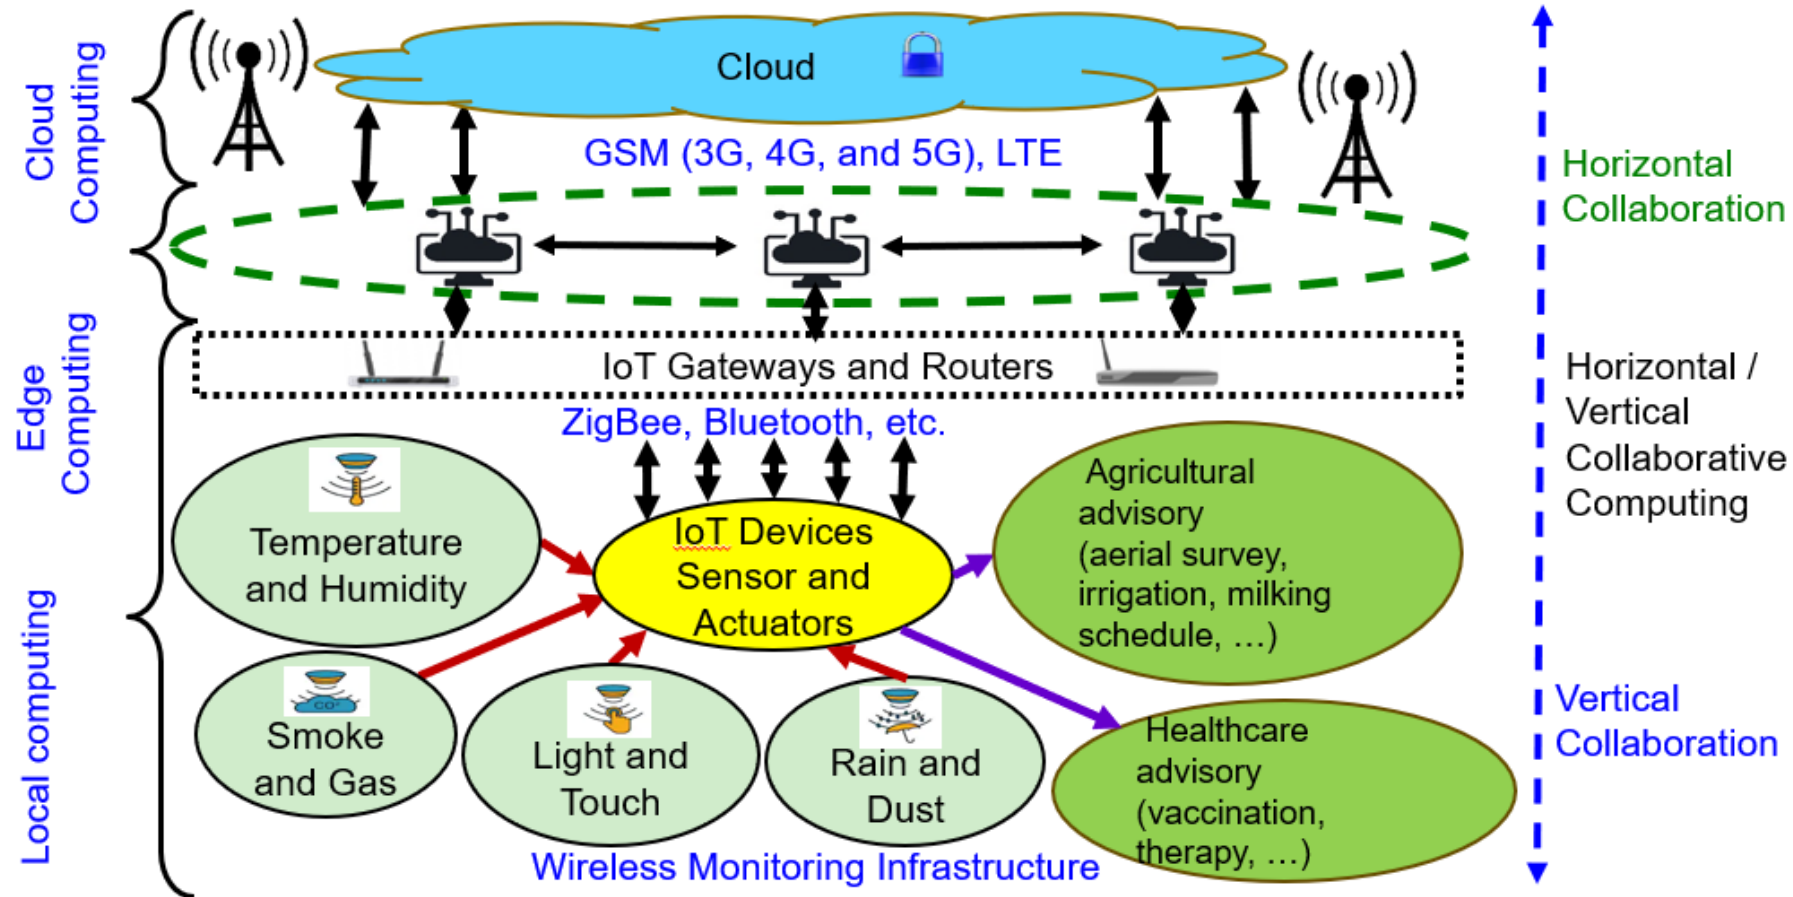 Cloud
Computing
Cloud
GSM (3G, 4G, and 5G), LTE
Horizontal
Collaboration
Edge
Computing
IoT Gateways and Routers
ZigBee, Bluetooth, etc.
Horizontal /
Vertical
Collaborative
Computing
Local computing
Temperature
and Humidity
IoT Devices
Sensor and
Actuators
Agricultural
advisory
(aerial survey,
irrigation, milking
schedule, …)
Smoke
and Gas
CO²
Light and
Touch
Rain and
Dust
Healthcare
advisory
(vaccination,
therapy, …)
Vertical
Collaboration
Wireless Monitoring Infrastructure